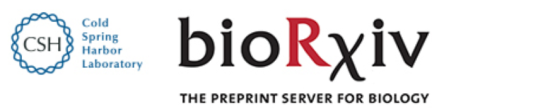 CSH
Cold
Spring
Harbor
Laboratory
bioRχiv
THE PREPRINT SERVER FOR BIOLOGY